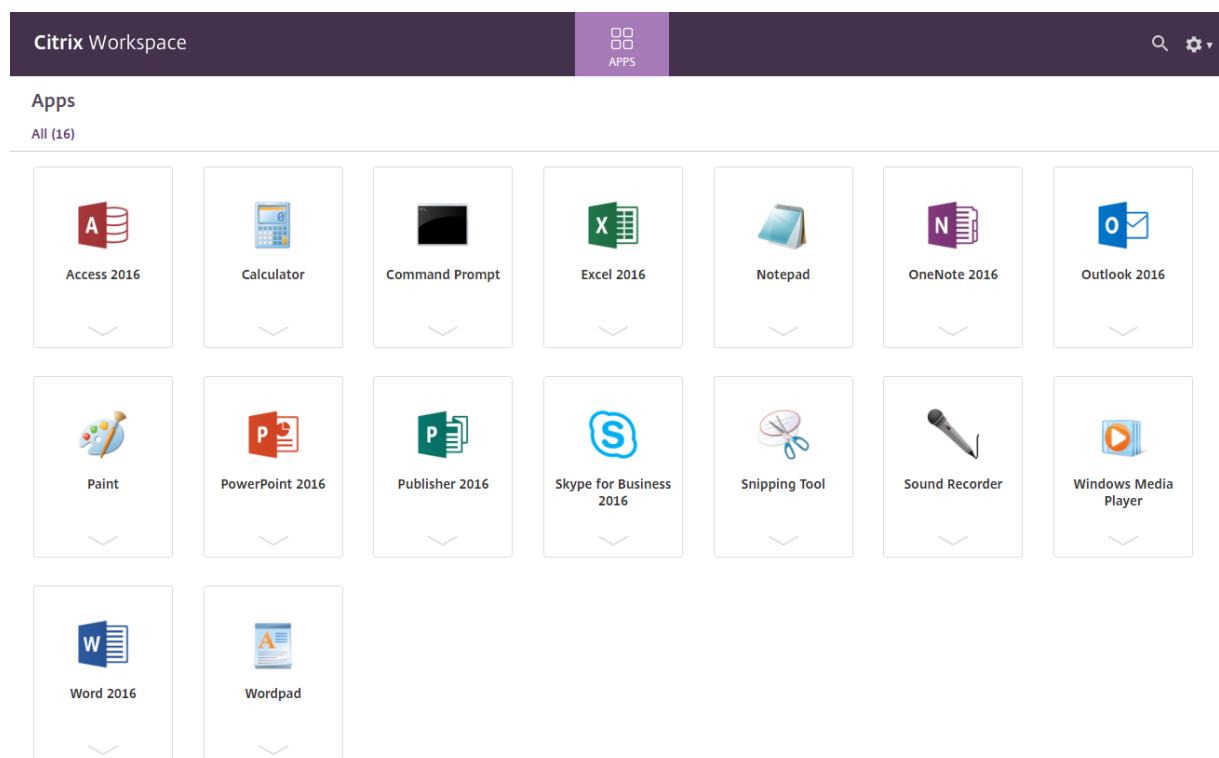 Citrix Workspace
APPS
Apps
All (16)
Access 2016
Calculator
Command Prompt
Excel 2016
Notepad
OneNote 2016
Outlook 2016
Paint
PowerPoint 2016
Publisher 2016
Skype for Business
2016
Snipping Tool
Sound Recorder
Windows Media
Player
Word 2016
Wordpad